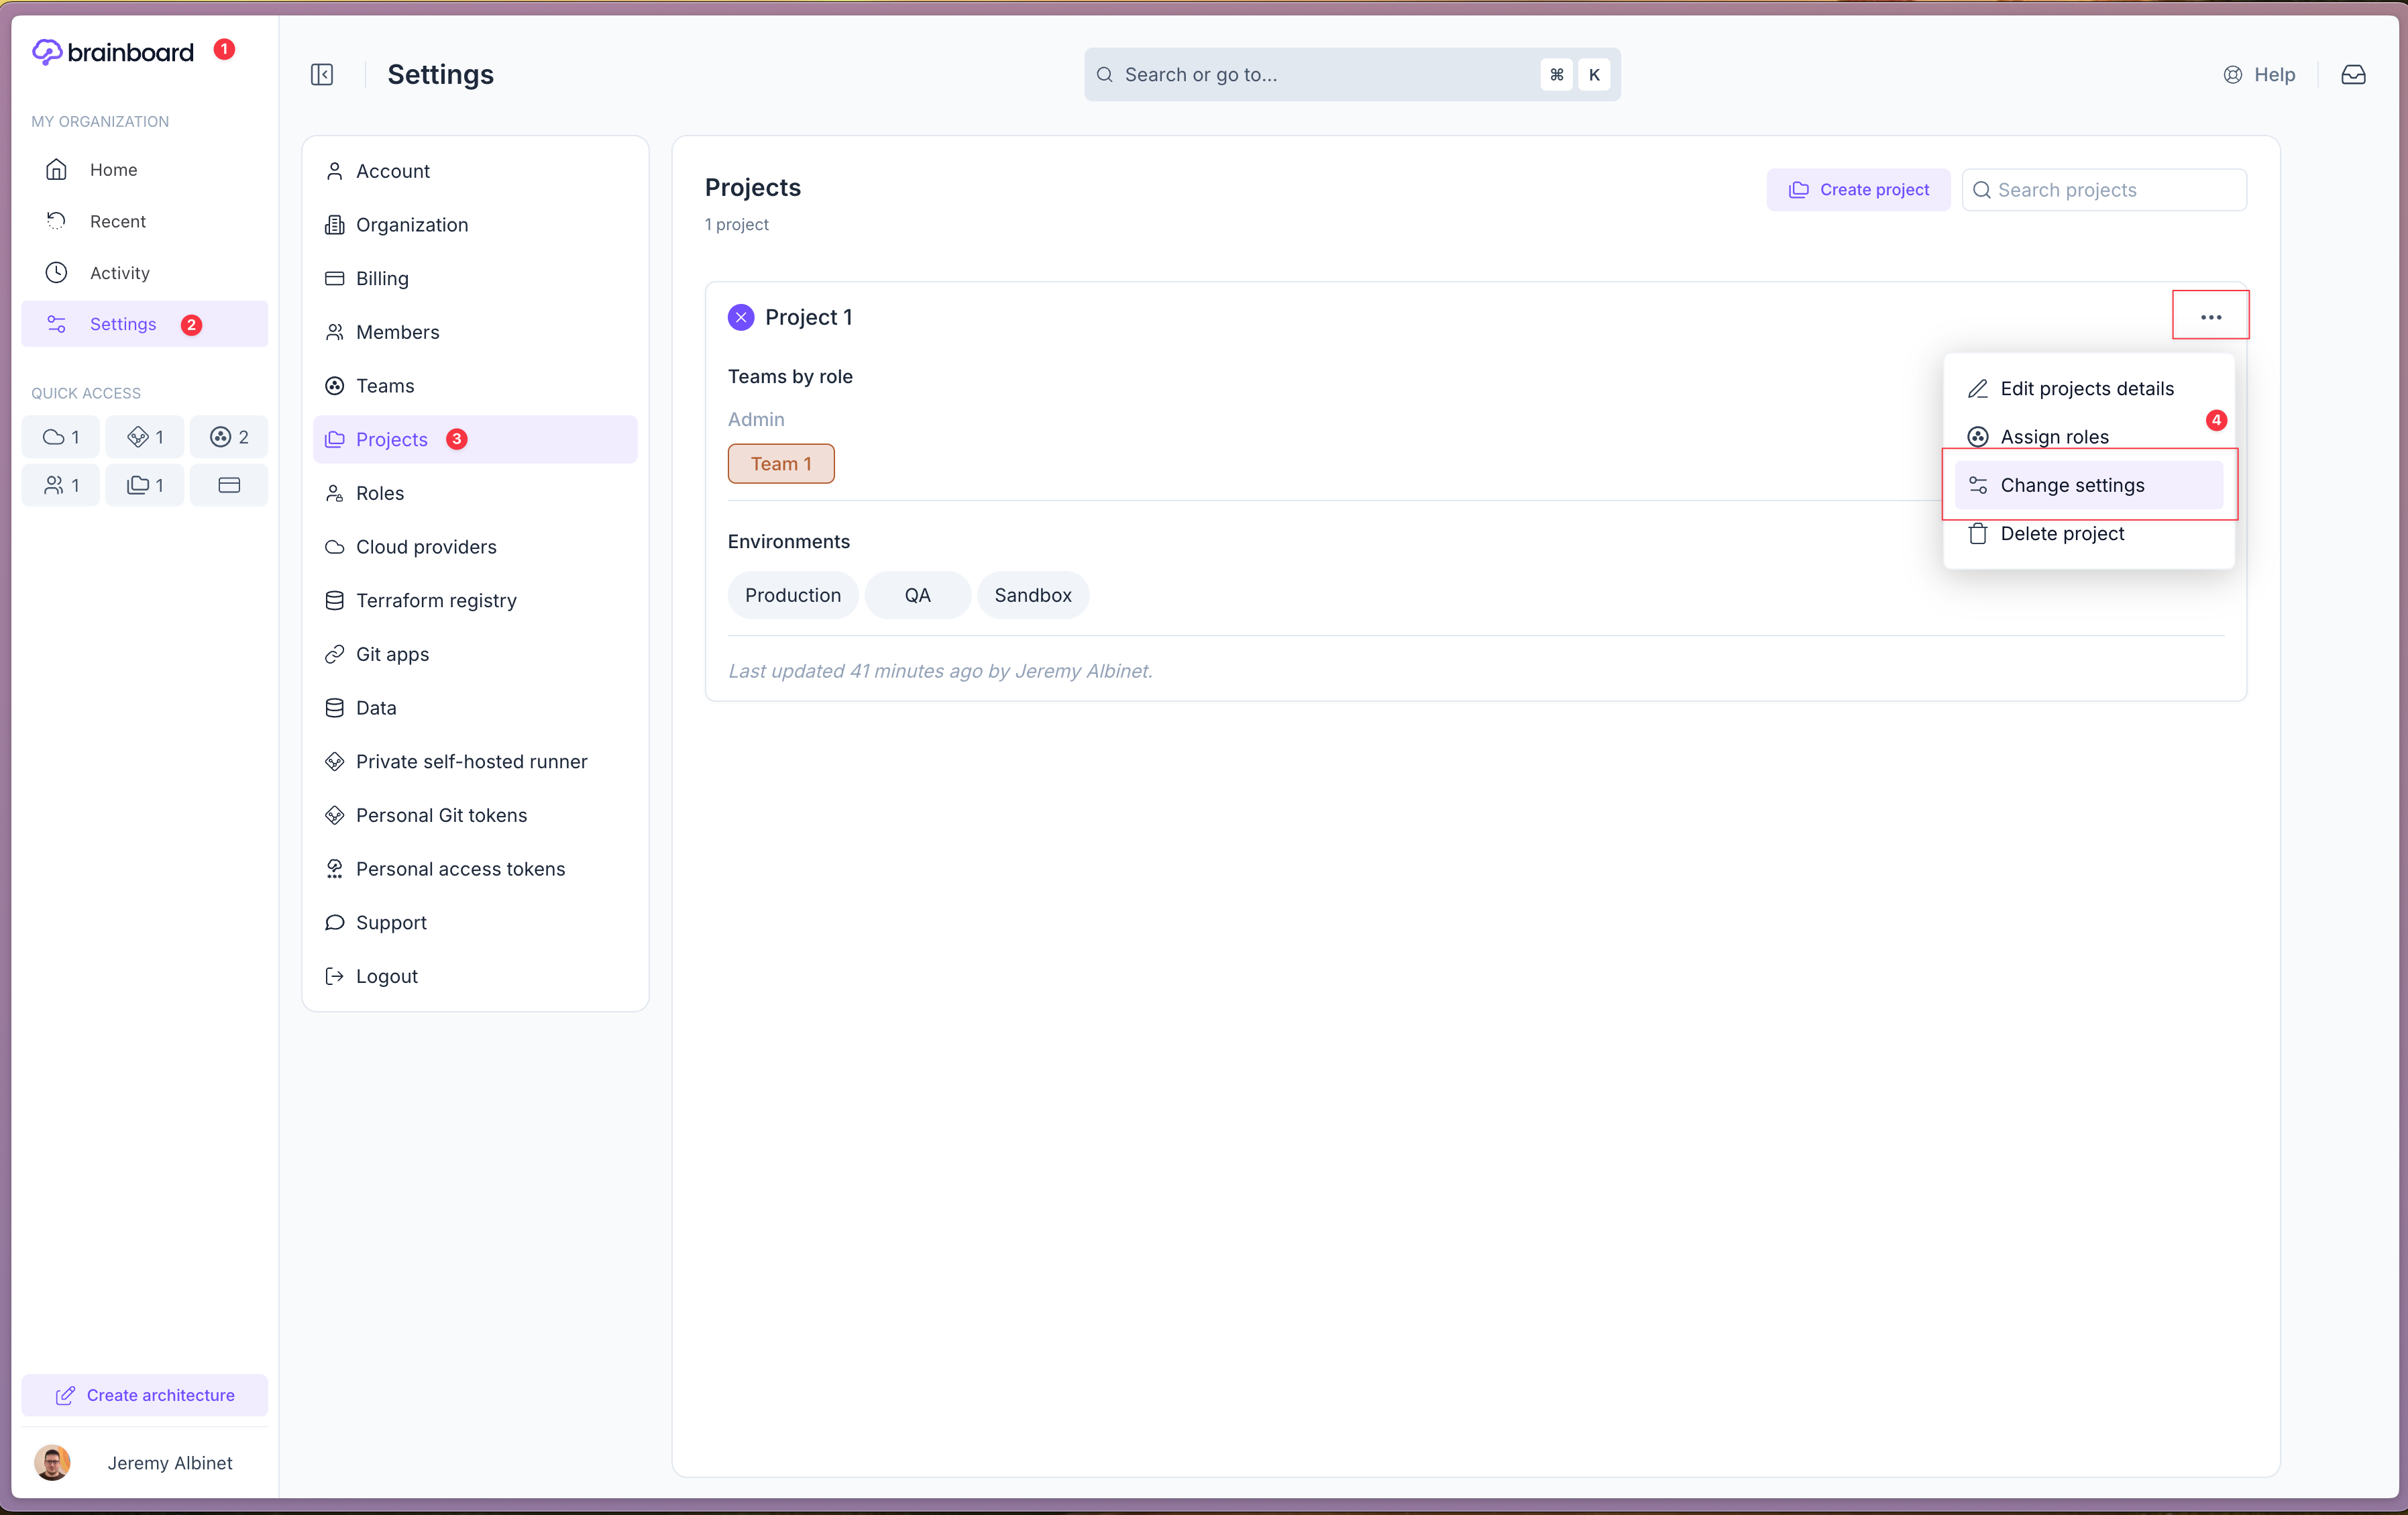 brainboard 1
MY ORGANIZATION
Home
Recent
Activity
Settings 2
QUICK ACCESS
1 1 2
1 1
Create architecture
Jeremy Albinet
Settings
Search or go to... ⌘ K
Help
Account
Organization
Billing
Members
Teams
Projects 3
Roles
Cloud providers
Terraform registry
Git apps
Data
Private self-hosted runner
Personal Git tokens
Personal access tokens
Support
Logout
Projects
1 project
Create project
Search projects
Project 1
Teams by role
Admin
Team 1
Environments
Production QA Sandbox
Last updated 41 minutes ago by Jeremy Albinet.
Edit projects details
4
Assign roles
Change settings
Delete project